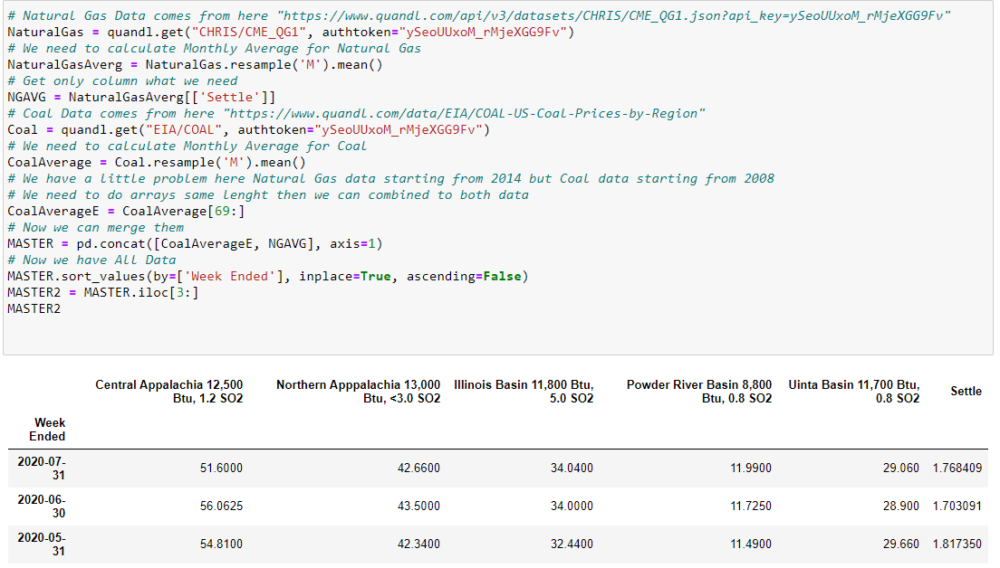 # Natural Gas Data comes from here "https://www.quandl.com/api/v3/datasets/CHRIS/CME_QG1.json?api_key=ySeoUUxoM_rMjeXGG9Fv"
NaturalGas = quandl.get("CHRIS/CME_QG1", authtoken="ySeoUUxoM_rMjeXGG9Fv")
# We need to calculate Monthly Average for Natural Gas
NaturalGasAverg = NaturalGas.resample('M').mean()
# Get only column what we need
NGAVG = NaturalGasAverg[['Settle']]
# Coal Data comes from here "https://www.quandl.com/data/EIA/COAL-US-Coal-Prices-by-Region"
Coal = quandl.get("EIA/COAL", authtoken="ySeoUUxoM_rMjeXGG9Fv")
# We need to calculate Monthly Average for Coal
CoalAverage = Coal.resample('M').mean()
# We have a little problem here Natural Gas data starting from 2014 but Coal data starting from 2008
# We need to do arrays same lenght then we can combined to both data
CoalAverageE = CoalAverage[69:]
# Now we can merge them
MASTER = pd.concat([CoalAverageE, NGAVG], axis=1)
# Now we have All Data
MASTER.sort_values(by=['Week Ended'], inplace=True, ascending=False)
MASTER2 = MASTER.iloc[3:]
MASTER2
Central Appalachia 12,500 Northern Apppalachia 13,000 Illinois Basin 11,800 Btu, Powder River Basin 8,800 Uinta Basin 11,700 Btu, Settle
Btu, 1.2 SO2 Btu, <3.0 SO2 5.0 SO2 Btu, 0.8 SO2 0.8 SO2
Week
Ended
2020-07-
31 51.6000 42.6600 34.0400 11.9900 29.060 1.768409
2020-06-
30 56.0625 43.5000 34.0000 11.7250 28.900 1.703091
2020-05-
31 54.8100 42.3400 32.4400 11.4900 29.660 1.817350